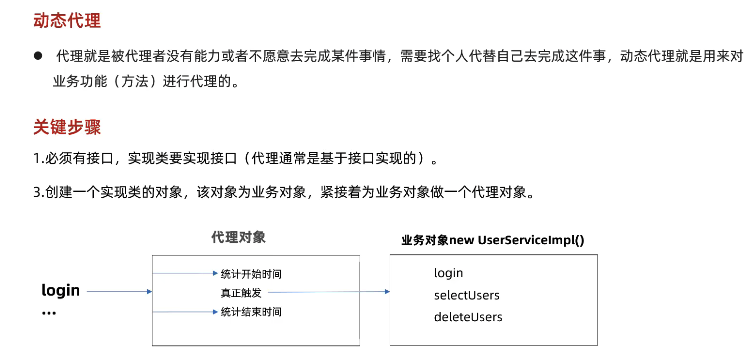 动态代理
● 代理就是被代理者没有能力或者不愿意去完成某件事情，需要找个人代替自己去完成这件事，动态代理就是用来对
业务功能（方法）进行代理的。
关键步骤
1.必须有接口，实现类要实现接口（代理通常是基于接口实现的）。
3.创建一个实现类的对象，该对象为业务对象，紧接着为业务对象做一个代理对象。
代理对象
业务对象new UserServiceImpl()
login
...
统计开始时间
真正触发
统计结束时间
login
selectUsers
deleteUsers